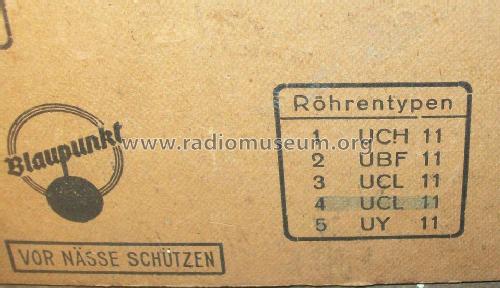 Röhrentypen
1 UCH 11
2 UBF 11
3 UCL 11
4 UCL 11
5 UY 11
Blaupunkt
www.radiomuseum.org
VOR NÄSSE SCHÜTZEN